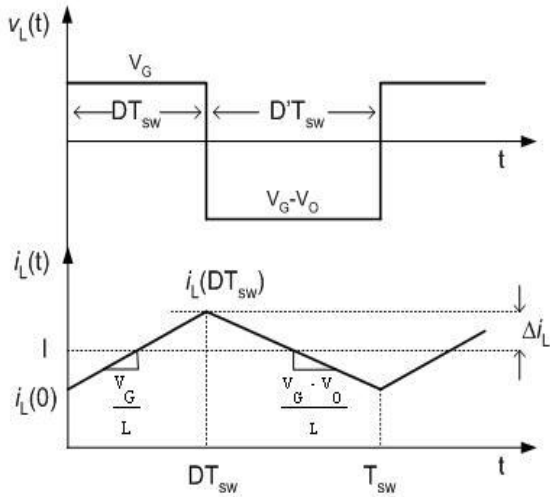 v_L(t)
V_G
DT_sw
D'T_sw
t
V_G-V_O
i_L(t)
i_L(DT_sw)
Δi_L
I
i_L(0)
V_G
L
V_G - V_O
L
t
DT_sw
T_sw